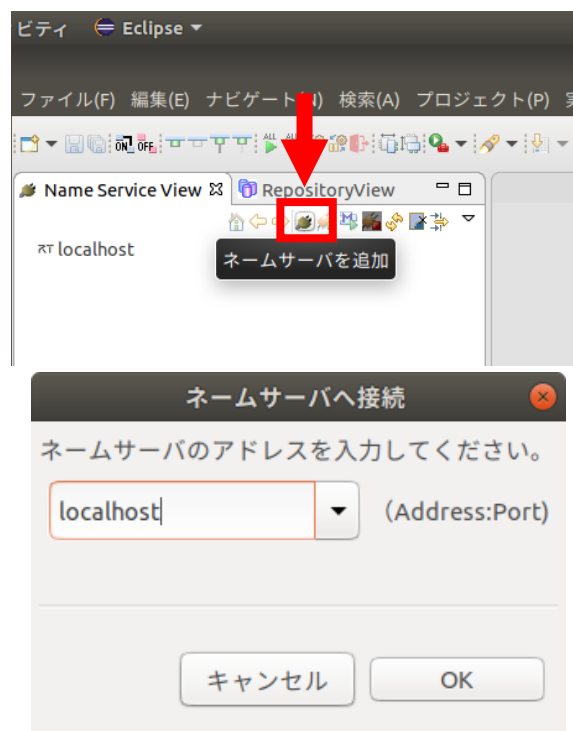 ビティ Eclipse
ファイル(F) 編集(E) ナビゲート(N) 検索(A) プロジェクト(P) 実
ON OFF ALL
Name Service View RepositoryView
localhost
ネームサーバを追加
ネームサーバへ接続
ネームサーバのアドレスを入力してください。
localhost (Address:Port)
キャンセル OK